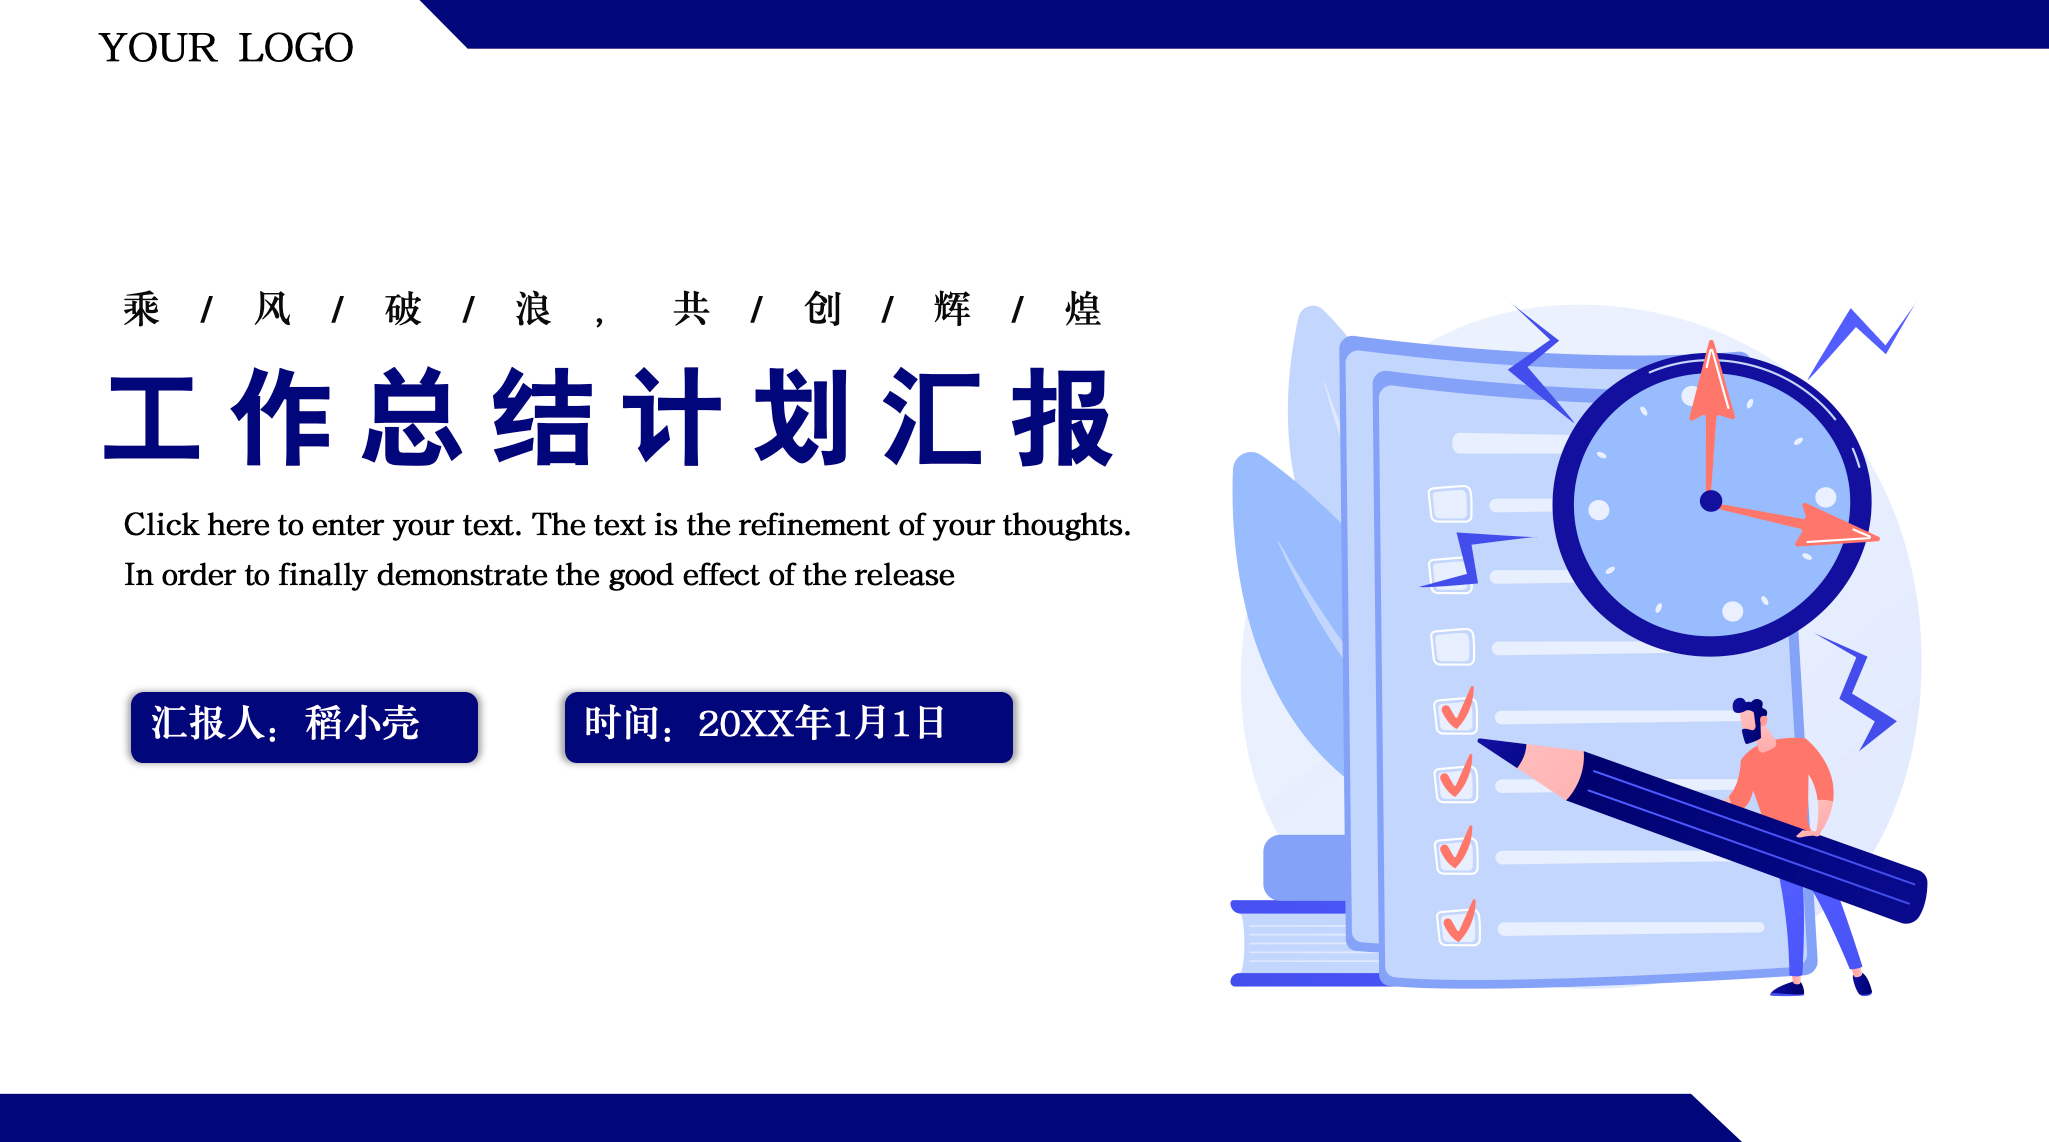 YOUR LOGO
乘 / 风 / 破 / 浪 ， 共 / 创 / 辉 / 煌
工作总结计划汇报
Click here to enter your text. The text is the refinement of your thoughts.
In order to finally demonstrate the good effect of the release
汇报人：稻小壳
时间：20XX年1月1日